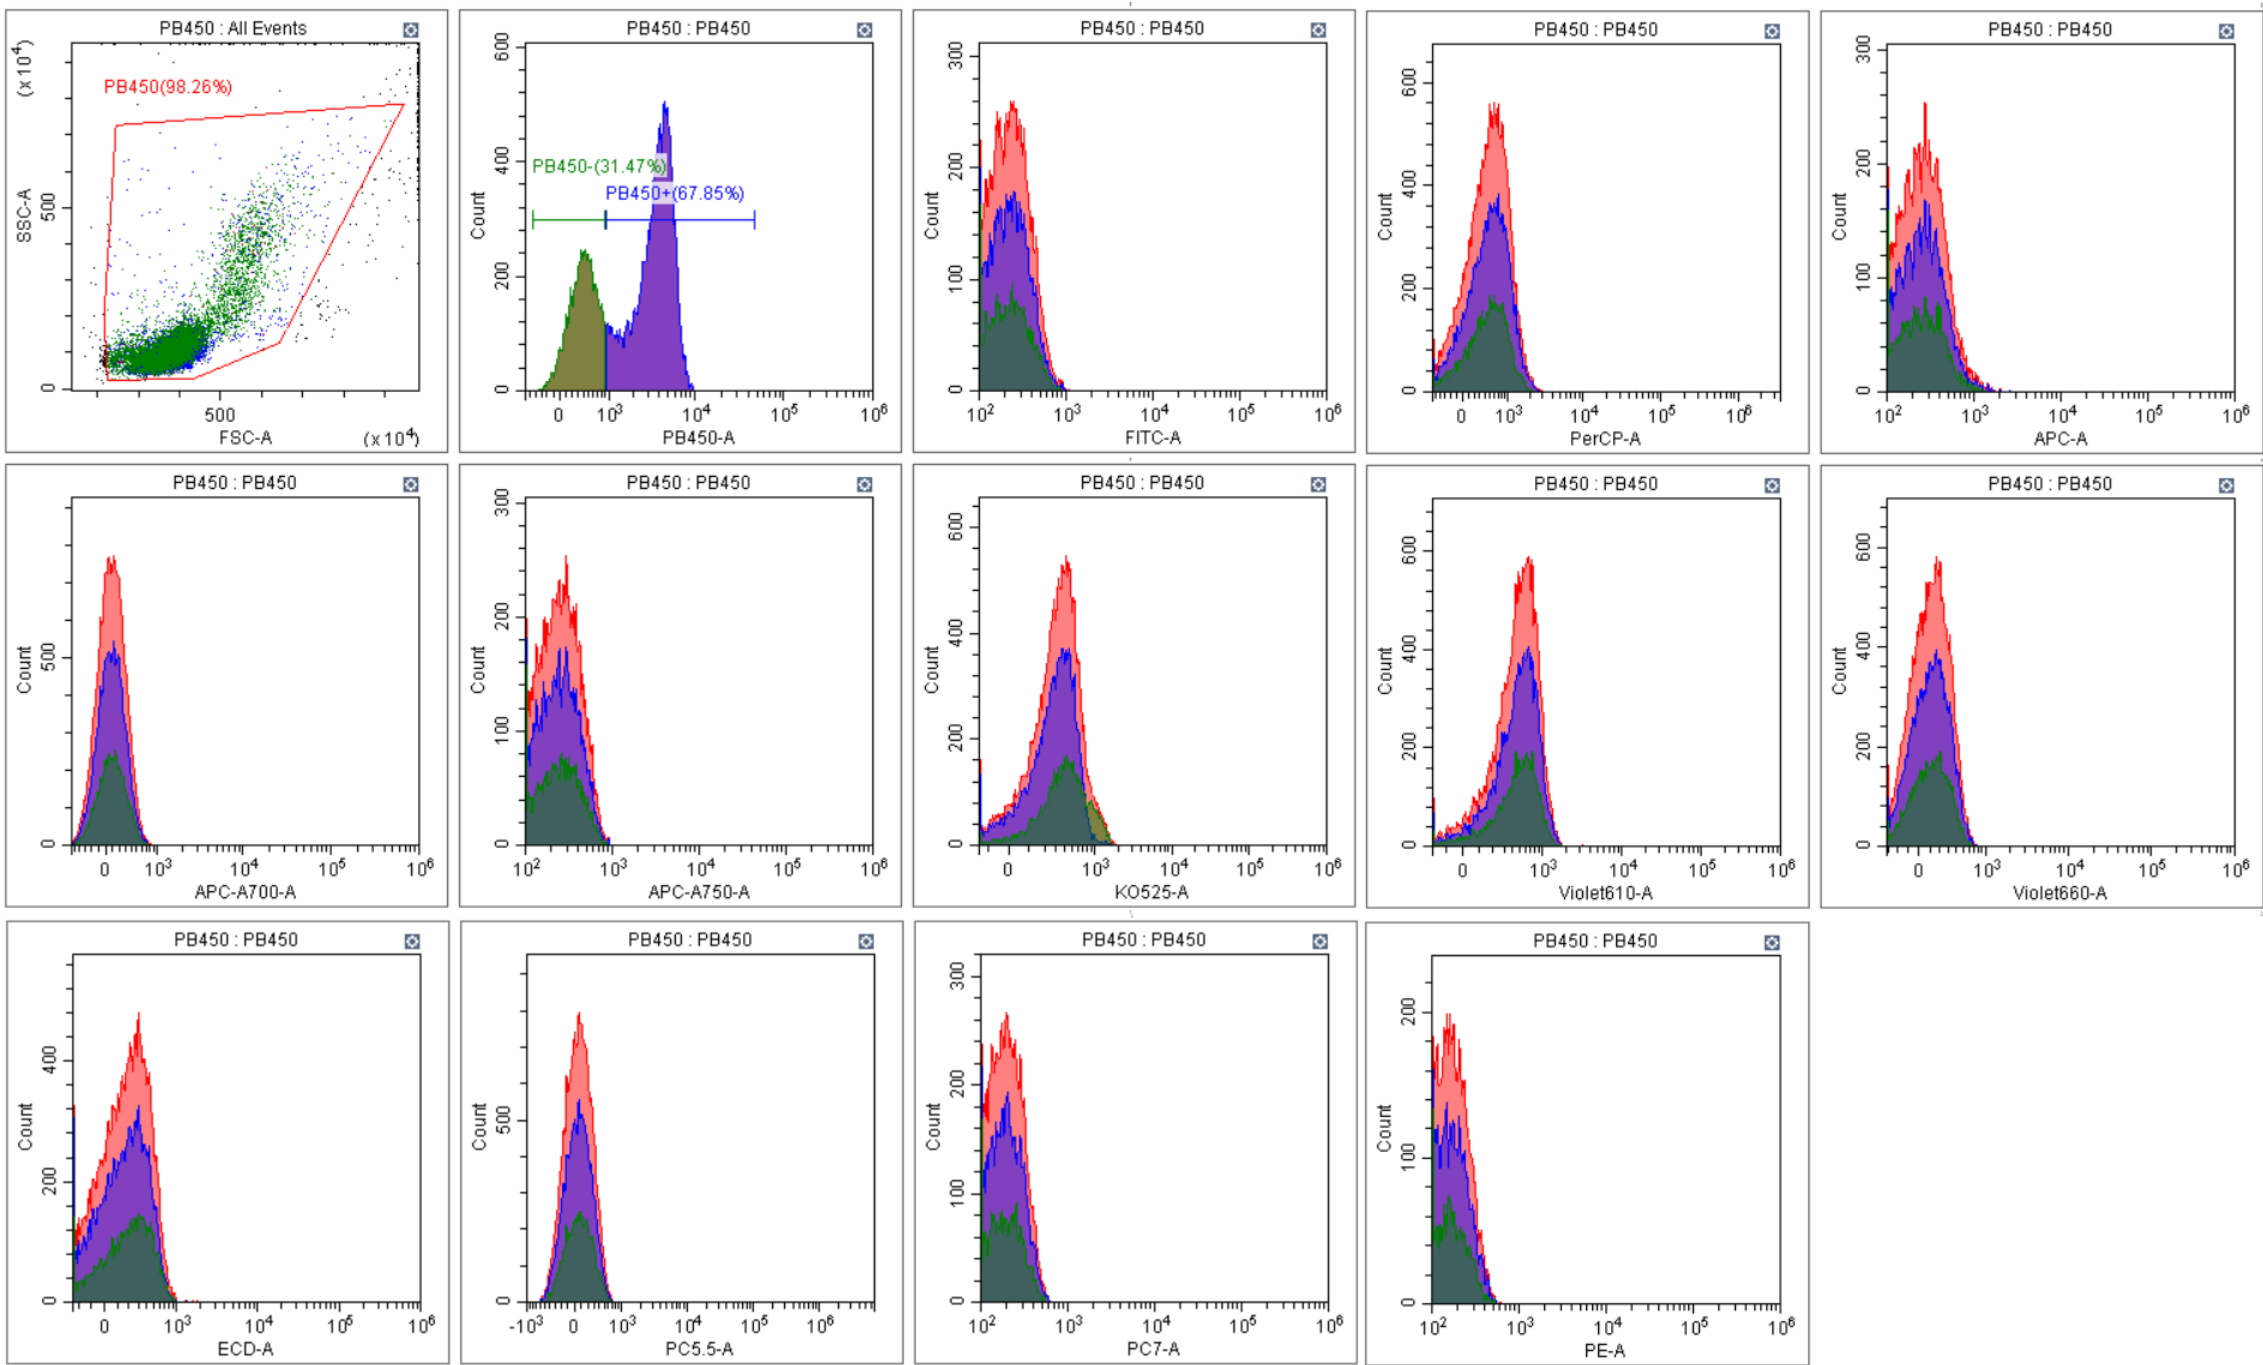 PB450 : All Events
(x 10⁴)
SSC-A
500
0
PB450(98.26%)
500
FSC-A
(x 10⁴)
PB450 : PB450
Count
600
400
200
0
PB450-(31.47%)
PB450+(67.85%)
0 10³ 10⁴ 10⁵ 10⁶
PB450-A
PB450 : PB450
Count
300
200
100
0
10² 10³ 10⁴ 10⁵ 10⁶
FITC-A
PB450 : PB450
Count
600
400
200
0
0 10³ 10⁴ 10⁵ 10⁶
PerCP-A
PB450 : PB450
Count
300
200
100
0
10² 10³ 10⁴ 10⁵ 10⁶
APC-A
PB450 : PB450
Count
500
0
0 10³ 10⁴ 10⁵ 10⁶
APC-A700-A
PB450 : PB450
Count
300
200
100
0
10² 10³ 10⁴ 10⁵ 10⁶
APC-A750-A
PB450 : PB450
Count
600
400
200
0
0 10³ 10⁴ 10⁵ 10⁶
KO525-A
PB450 : PB450
Count
600
400
200
0
0 10³ 10⁴ 10⁵ 10⁶
Violet610-A
PB450 : PB450
Count
600
400
200
0
0 10³ 10⁴ 10⁵ 10⁶
Violet660-A
PB450 : PB450
Count
400
200
0
0 10³ 10⁴ 10⁵ 10⁶
ECD-A
PB450 : PB450
Count
500
0
-10³ 0 10³ 10⁴ 10⁵ 10⁶
PC5.5-A
PB450 : PB450
Count
300
200
100
0
10² 10³ 10⁴ 10⁵ 10⁶
PC7-A
PB450 : PB450
Count
200
100
0
10² 10³ 10⁴ 10⁵ 10⁶
PE-A